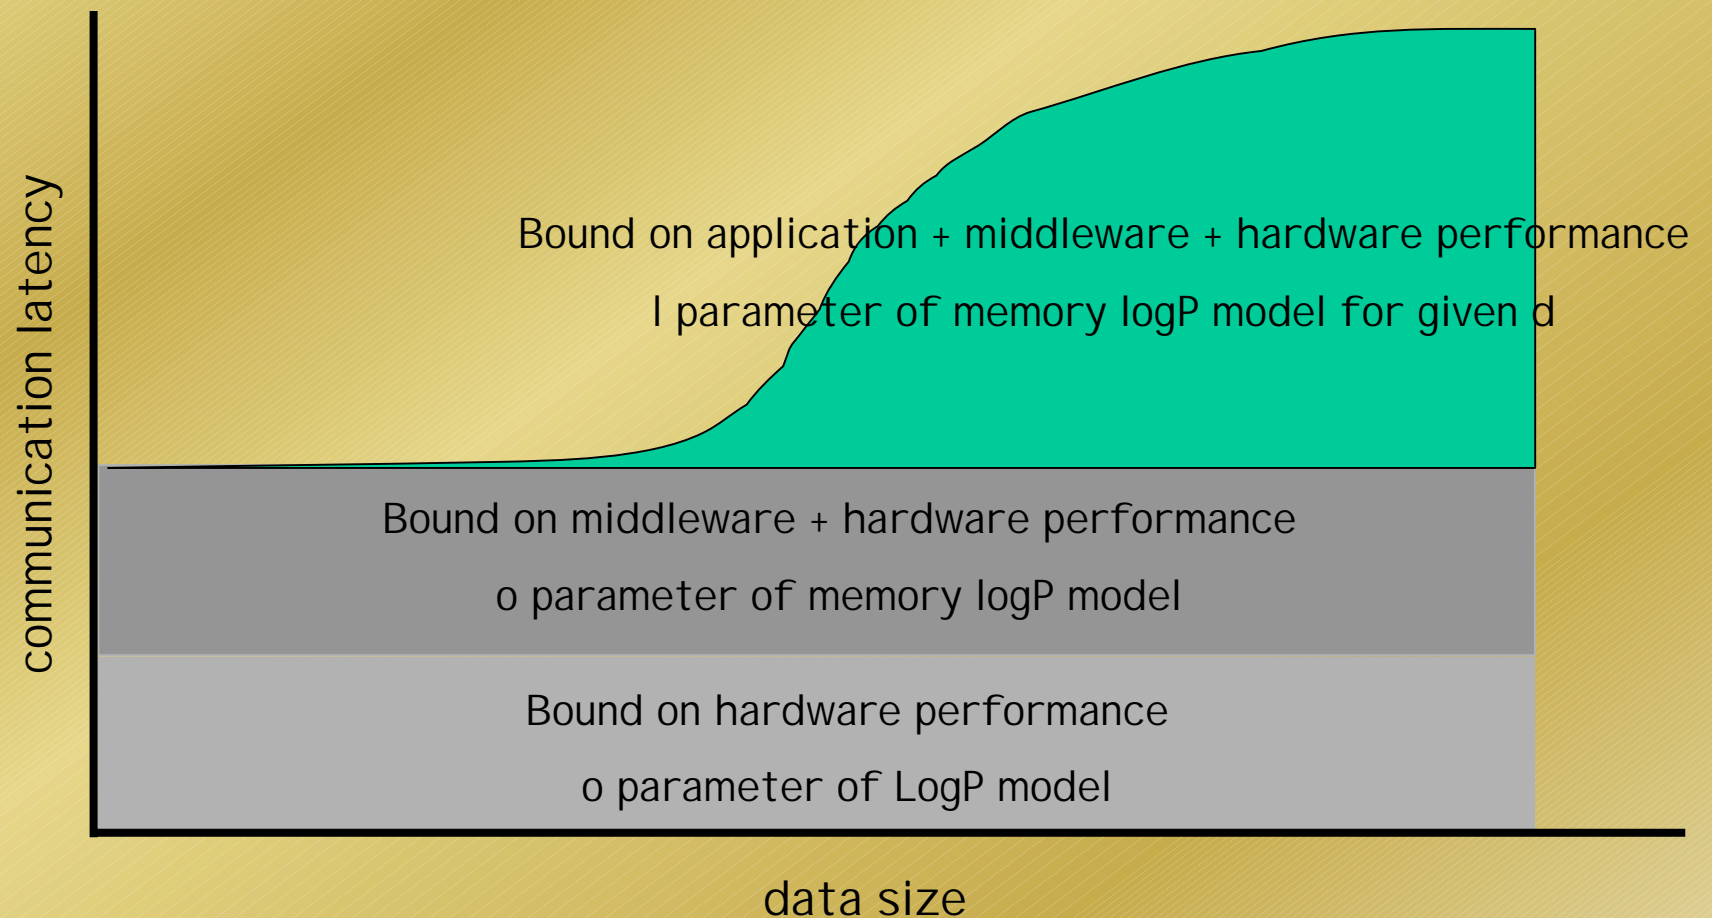 communication latency
Bound on application + middleware + hardware performance
l parameter of memory logP model for given d
Bound on middleware + hardware performance
o parameter of memory logP model
Bound on hardware performance
o parameter of LogP model
data size